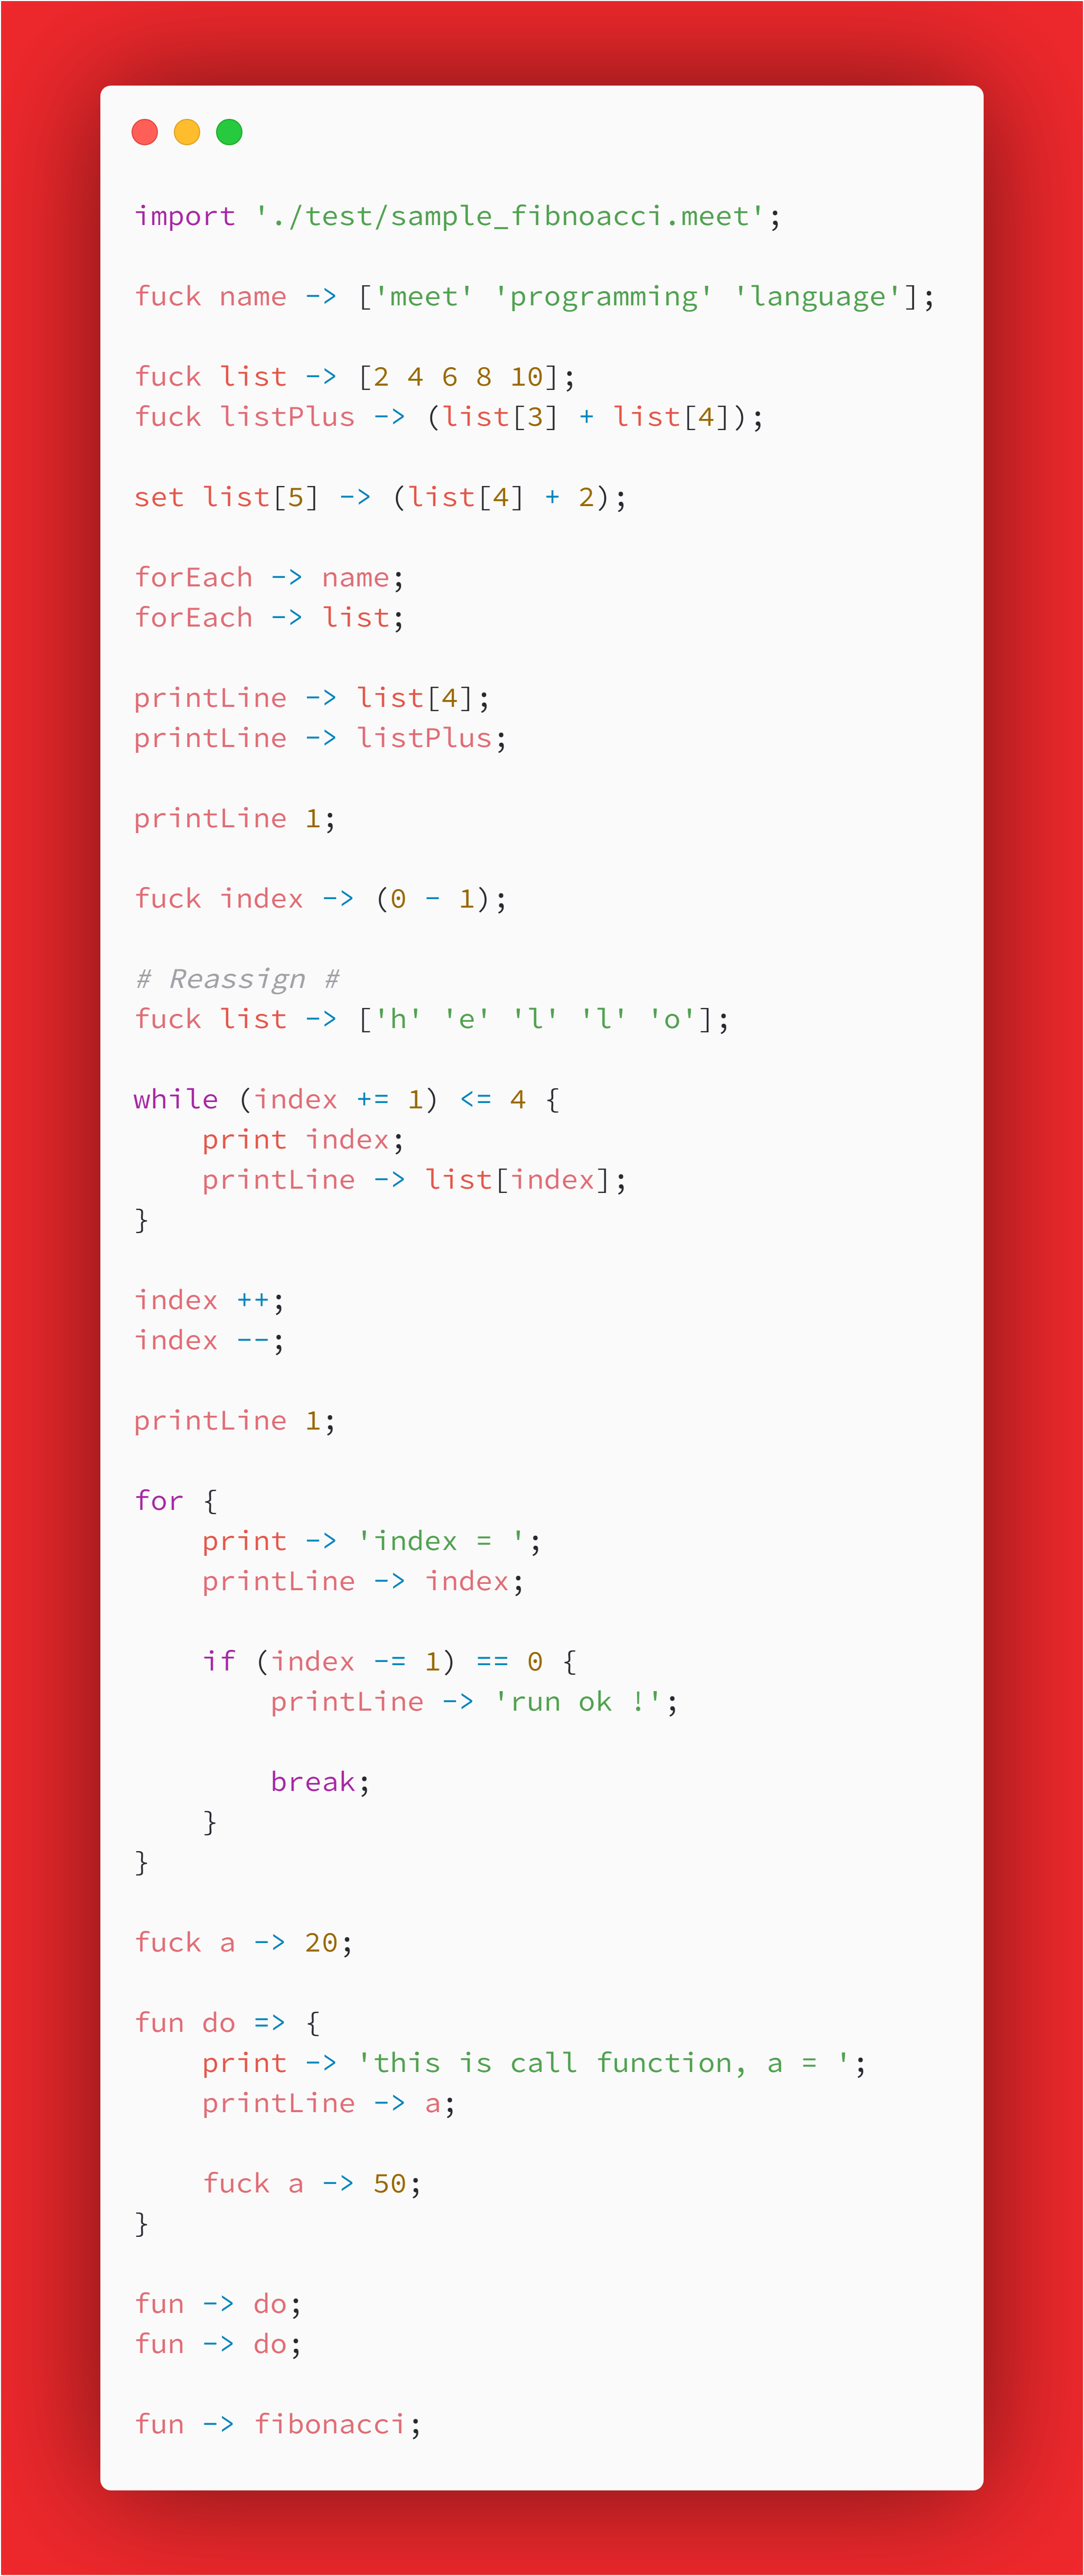 import './test/sample_fibnoacci.meet';
fuck name -> ['meet' 'programming' 'language'];
fuck list -> [2 4 6 8 10];
fuck listPlus -> (list[3] + list[4]);
set list[5] -> (list[4] + 2);
forEach -> name;
forEach -> list;
printLine -> list[4];
printLine -> listPlus;
printLine 1;
fuck index -> (0 - 1);
# Reassign #
fuck list -> ['h' 'e' 'l' 'l' 'o'];
while (index += 1) <= 4 {
    print index;
    printLine -> list[index];
}
index ++;
index --;
printLine 1;
for {
    print -> 'index = ';
    printLine -> index;
    if (index -= 1) == 0 {
        printLine -> 'run ok !';
        break;
    }
}
fuck a -> 20;
fun do => {
    print -> 'this is call function, a = ';
    printLine -> a;
    fuck a -> 50;
}
fun -> do;
fun -> do;
fun -> fibonacci;